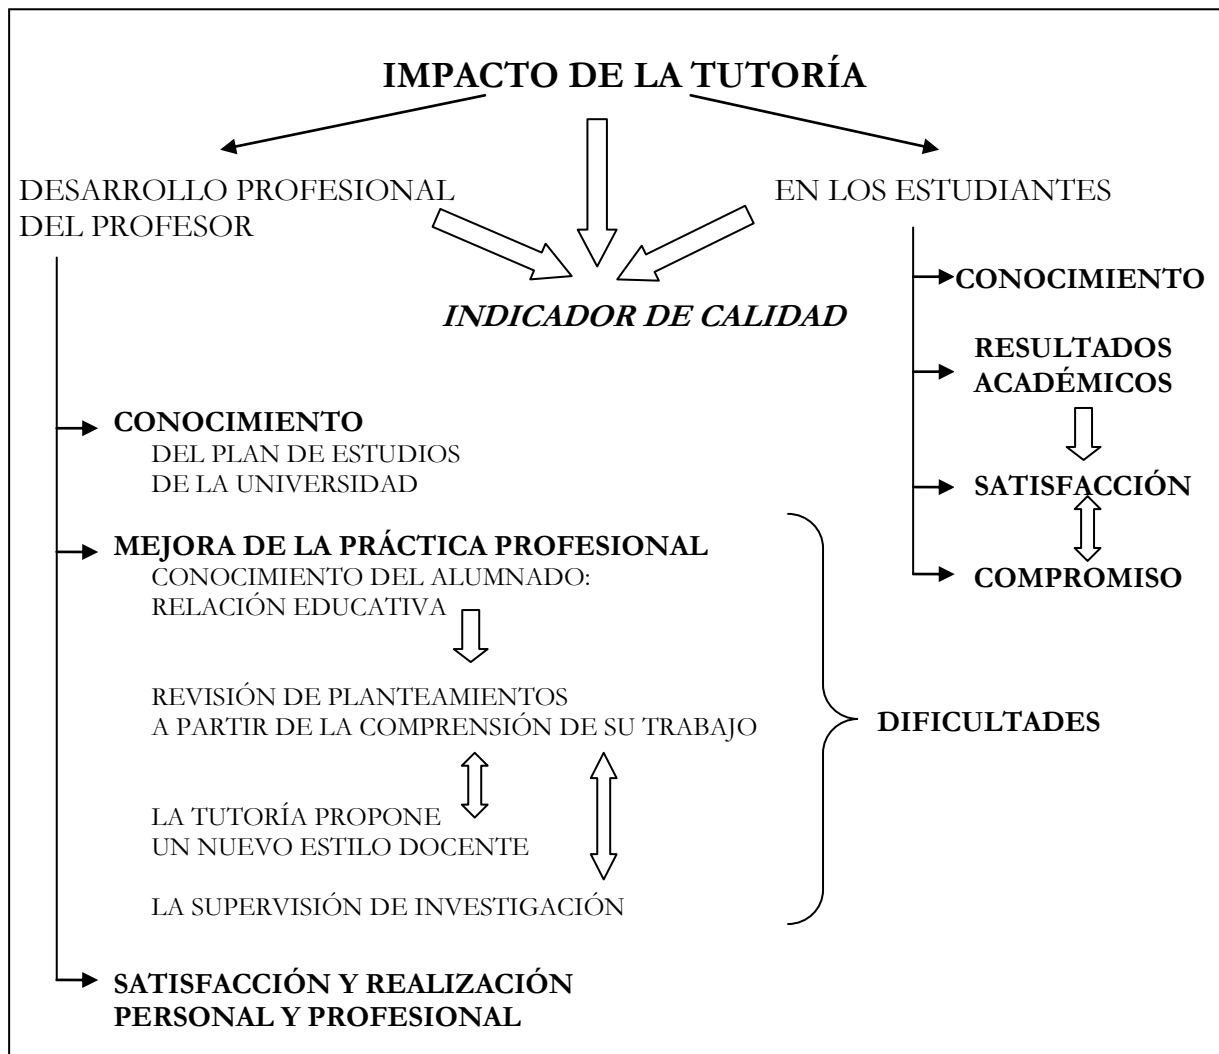 IMPACTO DE LA TUTORÍA
DESARROLLO PROFESIONAL
DEL PROFESOR
EN LOS ESTUDIANTES
INDICADOR DE CALIDAD
CONOCIMIENTO
RESULTADOS
ACADÉMICOS
SATISFACCIÓN
COMPROMISO
CONOCIMIENTO
DEL PLAN DE ESTUDIOS
DE LA UNIVERSIDAD
MEJORA DE LA PRÁCTICA PROFESIONAL
CONOCIMIENTO DEL ALUMNADO:
RELACIÓN EDUCATIVA
REVISIÓN DE PLANTEAMIENTOS
A PARTIR DE LA COMPRENSIÓN DE SU TRABAJO
LA TUTORÍA PROPONE
UN NUEVO ESTILO DOCENTE
LA SUPERVISIÓN DE INVESTIGACIÓN
DIFICULTADES
SATISFACCIÓN Y REALIZACIÓN
PERSONAL Y PROFESIONAL